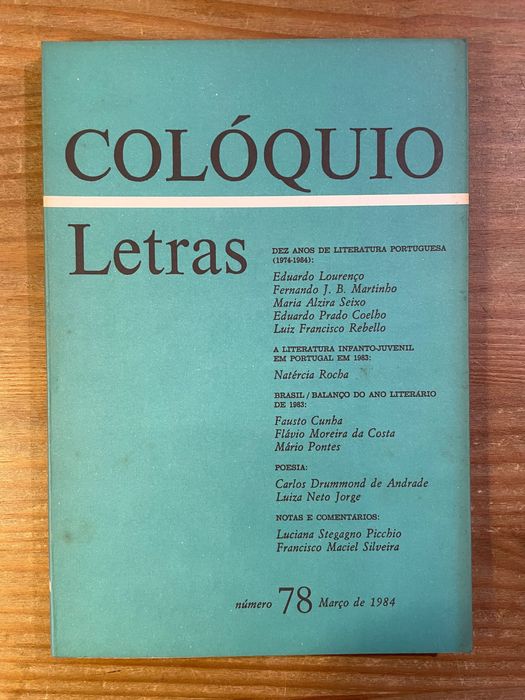 COLÓQUIO
Letras
DEZ ANOS DE LITERATURA PORTUGUESA
(1974-1984):
Eduardo Lourenço
Fernando J. B. Martinho
Maria Alzira Seixo
Eduardo Prado Coelho
Luiz Francisco Rebello
A LITERATURA INFANTO-JUVENIL
EM PORTUGAL EM 1983:
Natércia Rocha
BRASIL / BALANÇO DO ANO LITERÁRIO
DE 1983:
Fausto Cunha
Flávio Moreira da Costa
Mário Pontes
POESIA:
Carlos Drummond de Andrade
Luiza Neto Jorge
NOTAS E COMENTÁRIOS:
Luciana Stegagno Picchio
Francisco Maciel Silveira
número 78 Março de 1984